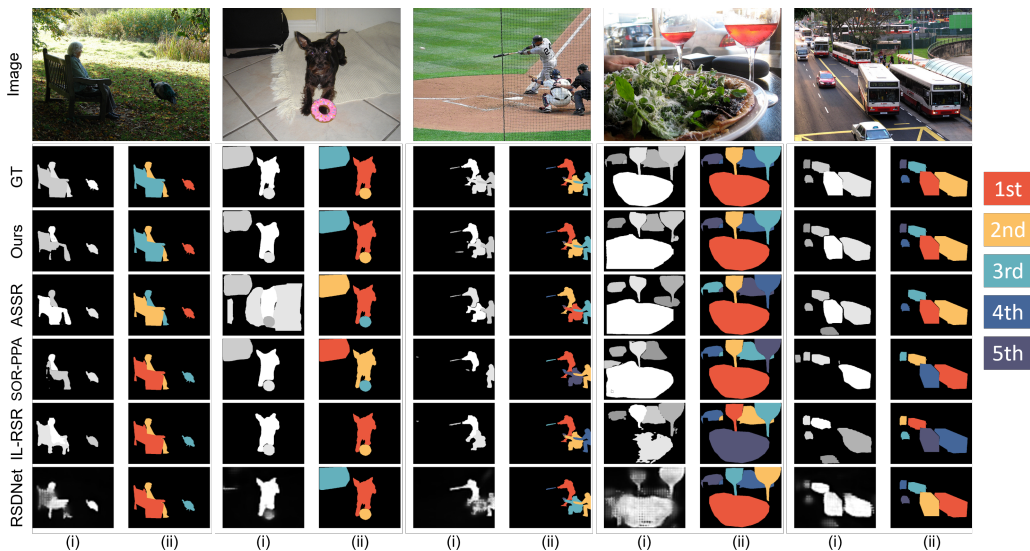 Image
GT
Ours
ASSR
SOR-PPA
IL-RSR
RSDNet
(i) (ii) (i) (ii) (i) (ii) (i) (ii) (i) (ii)
1st
2nd
3rd
4th
5th